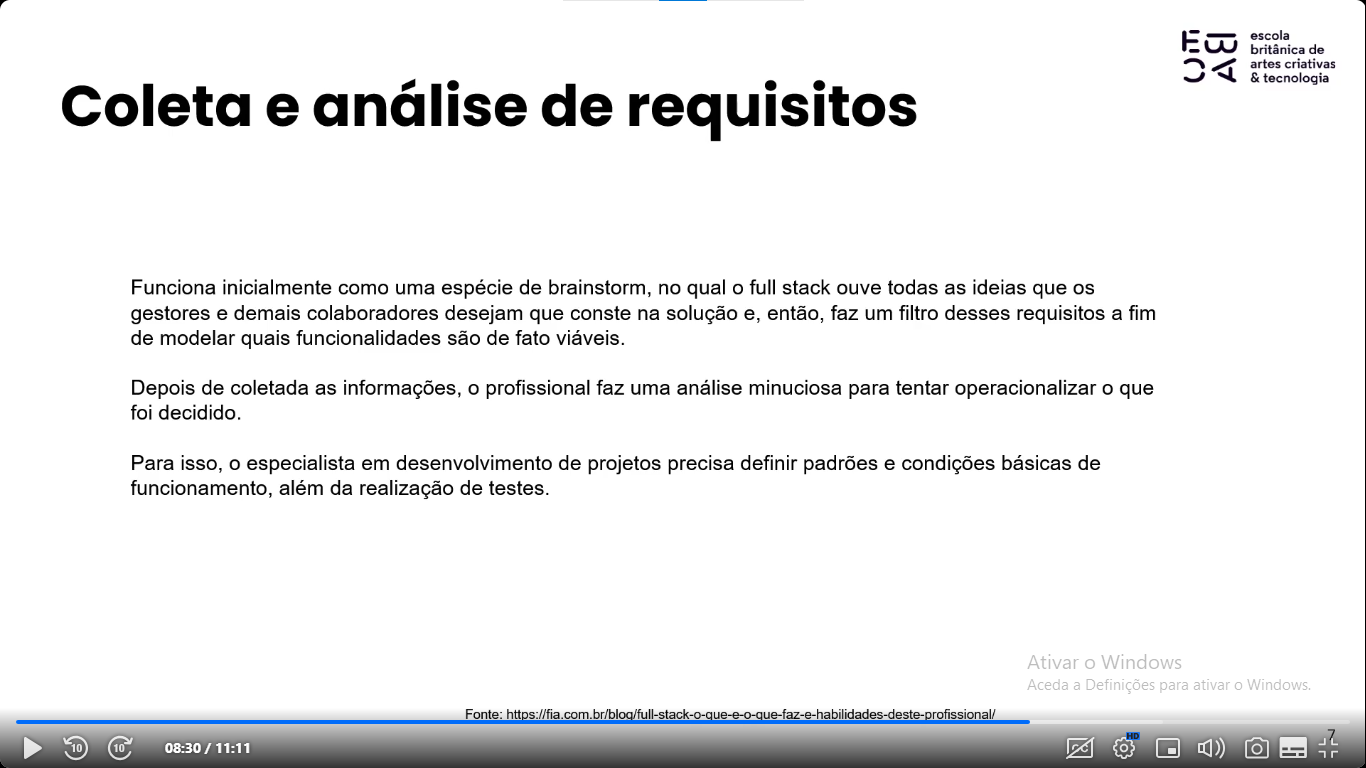 escola
britânica de
artes criativas
& tecnologia
Coleta e análise de requisitos
Funciona inicialmente como uma espécie de brainstorm, no qual o full stack ouve todas as ideias que os
gestores e demais colaboradores desejam que conste na solução e, então, faz um filtro desses requisitos a fim
de modelar quais funcionalidades são de fato viáveis.
Depois de coletada as informações, o profissional faz uma análise minuciosa para tentar operacionalizar o que
foi decidido.
Para isso, o especialista em desenvolvimento de projetos precisa definir padrões e condições básicas de
funcionamento, além da realização de testes.
Ativar o Windows
Aceda a Definições para ativar o Windows.
Fonte: https://fia.com.br/blog/full-stack-o-que-e-o-que-faz-e-habilidades-deste-profissional/
7
10
10
08:30 / 11:11
HD